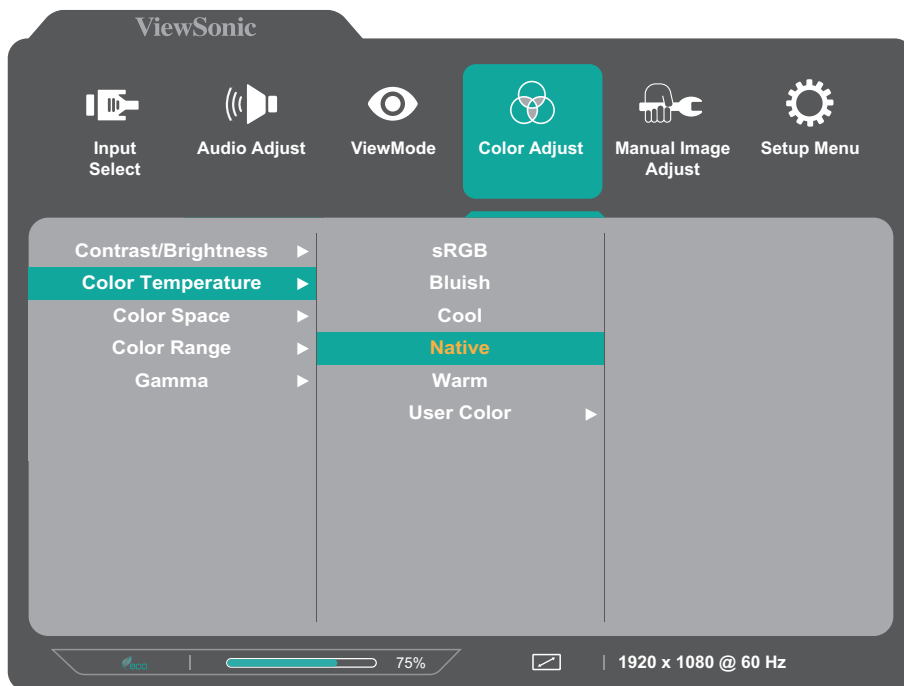 ViewSonic
Input
Select
Audio Adjust
ViewMode
Color Adjust
Manual Image
Adjust
Setup Menu
Contrast/Brightness
Color Temperature
Color Space
Color Range
Gamma
sRGB
Bluish
Cool
Native
Warm
User Color
eco
75%
1920 x 1080 @ 60 Hz